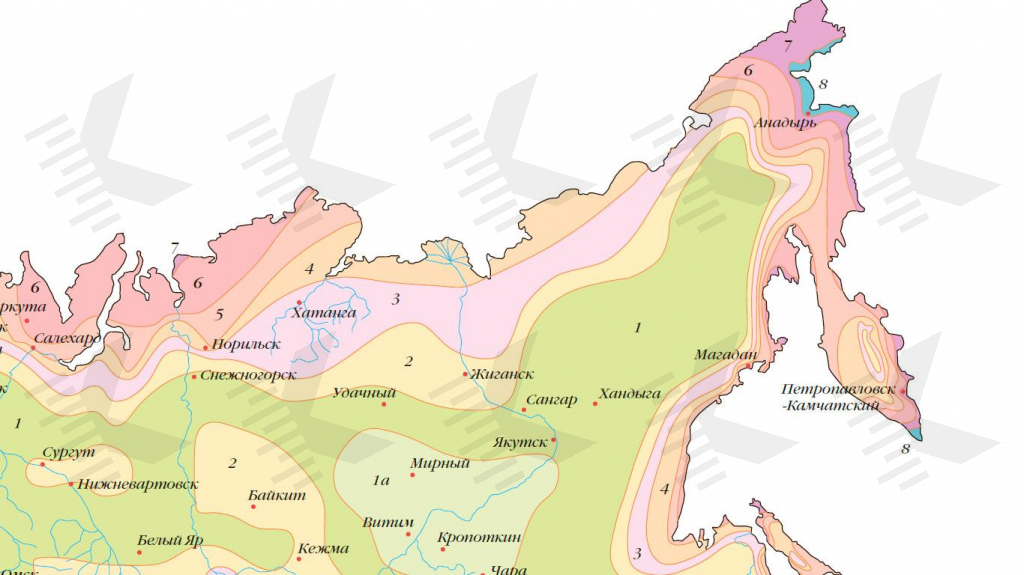 7
6
8
Анадырь
7
6
6
4
3
5
1
ркута
к
Салехард
Хатанга
Норильск
Снежногорск
2
Жиганск
Магадан
Удачный
Сангар
Хандыга
Петропавловск
-Камчатский
к
1
Якутск
8
Сургут
2
1а
Мирный
4
Нижневартовск
Байкит
Витим
Кропоткин
Белый Яр
Кежма
3
Чара
Омск